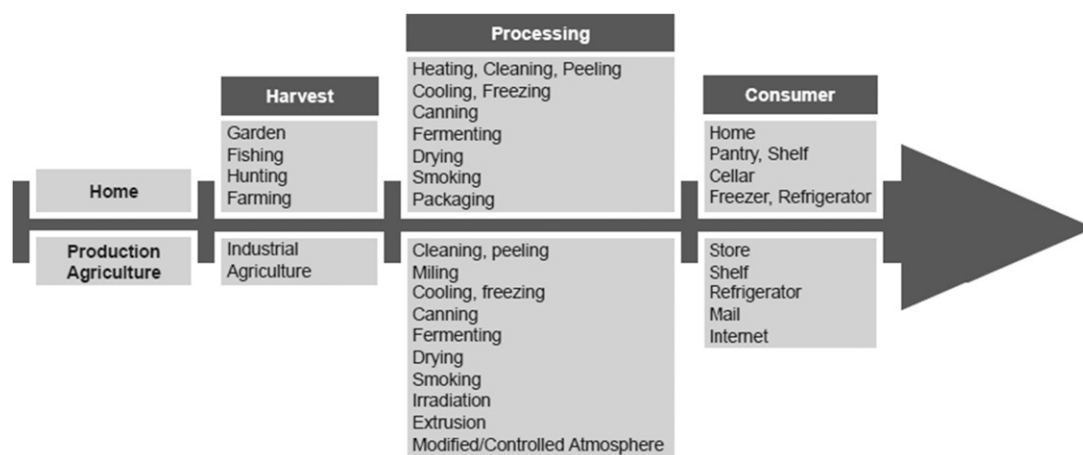 Processing
Heating, Cleaning, Peeling
Cooling, Freezing
Canning
Fermenting
Drying
Smoking
Packaging
Harvest
Garden
Fishing
Hunting
Farming
Consumer
Home
Pantry, Shelf
Cellar
Freezer, Refrigerator
Home
Production
Agriculture
Industrial
Agriculture
Cleaning, peeling
Miling
Cooling, freezing
Canning
Fermenting
Drying
Smoking
Irradiation
Extrusion
Modified/Controlled Atmosphere
Store
Shelf
Refrigerator
Mail
Internet